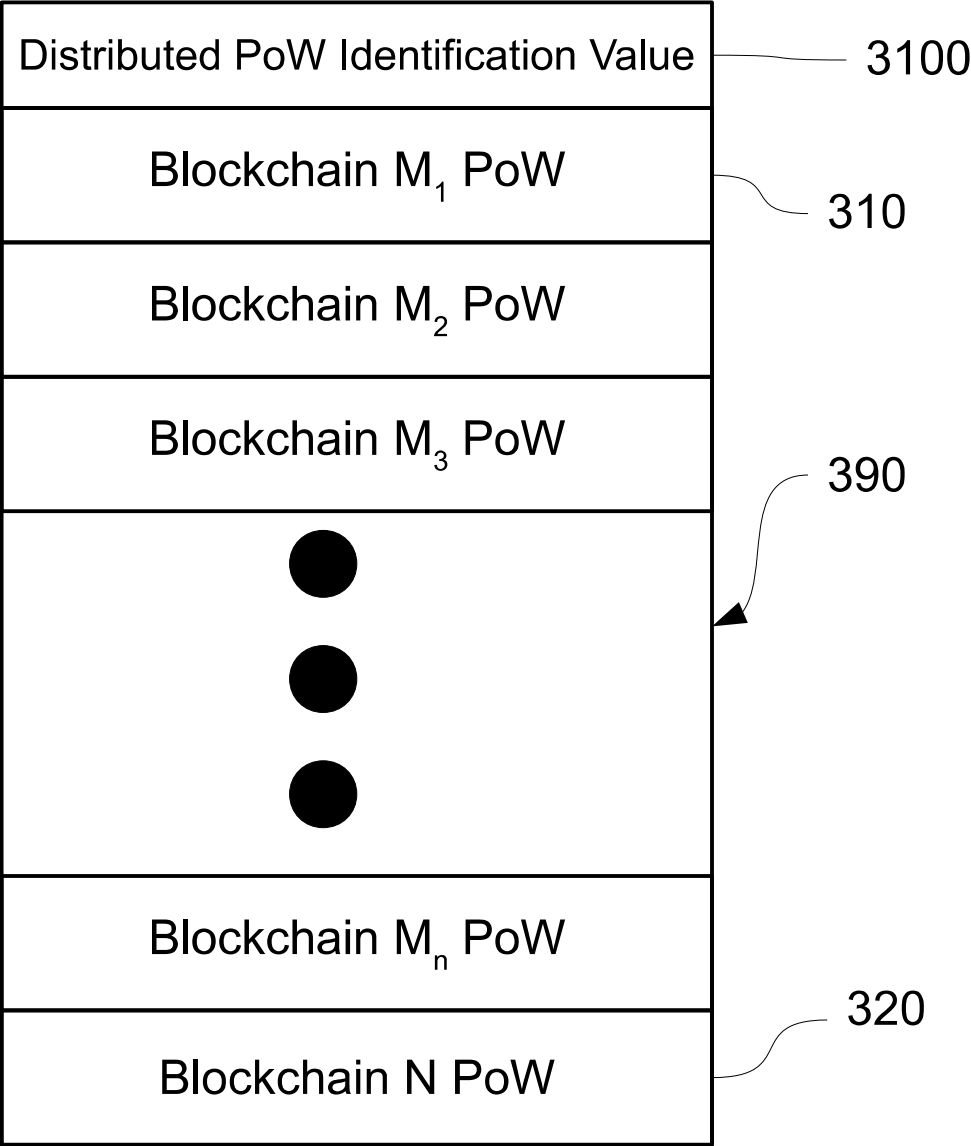 Distributed PoW Identification Value
3100
Blockchain M₁ PoW
310
Blockchain M₂ PoW
Blockchain M₃ PoW
390
Blockchain Mₙ PoW
320
Blockchain N PoW